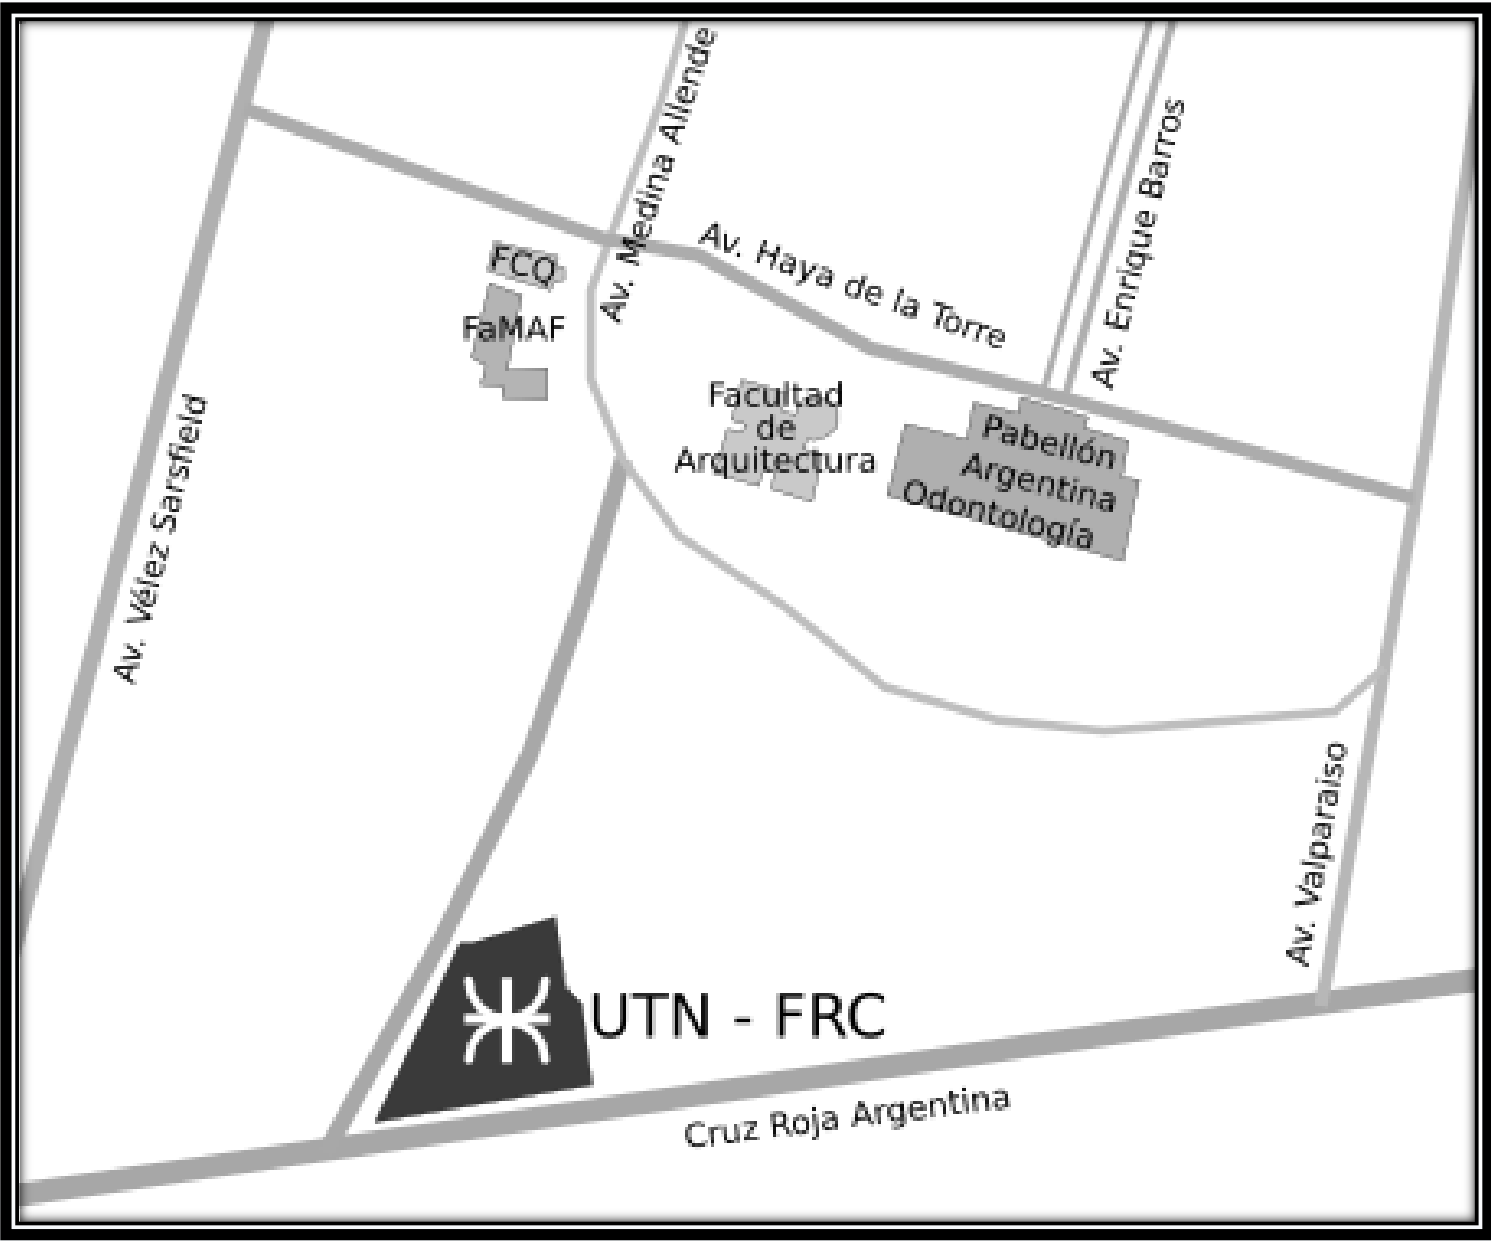 Av. Medina Allende
Av. Enrique Barros
Av. Haya de la Torre
FCQ
FaMAF
Facultad
de
Arquitectura
Pabellón
Argentina
Odontología
Av. Vélez Sarsfield
Av. Valparaiso
UTN - FRC
Cruz Roja Argentina